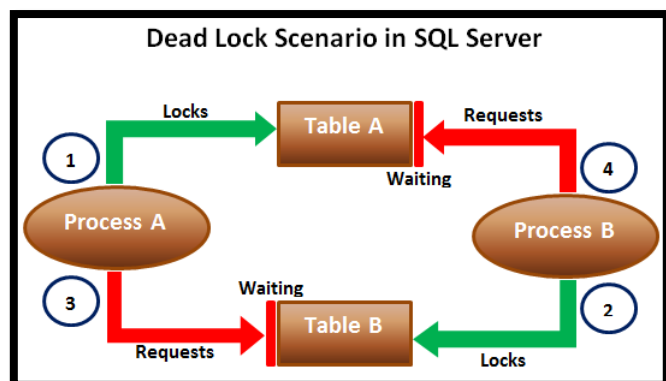 Dead Lock Scenario in SQL Server
Locks
Table A
Requests
Waiting
1
4
Process A
Process B
3
Waiting
2
Table B
Requests
Locks